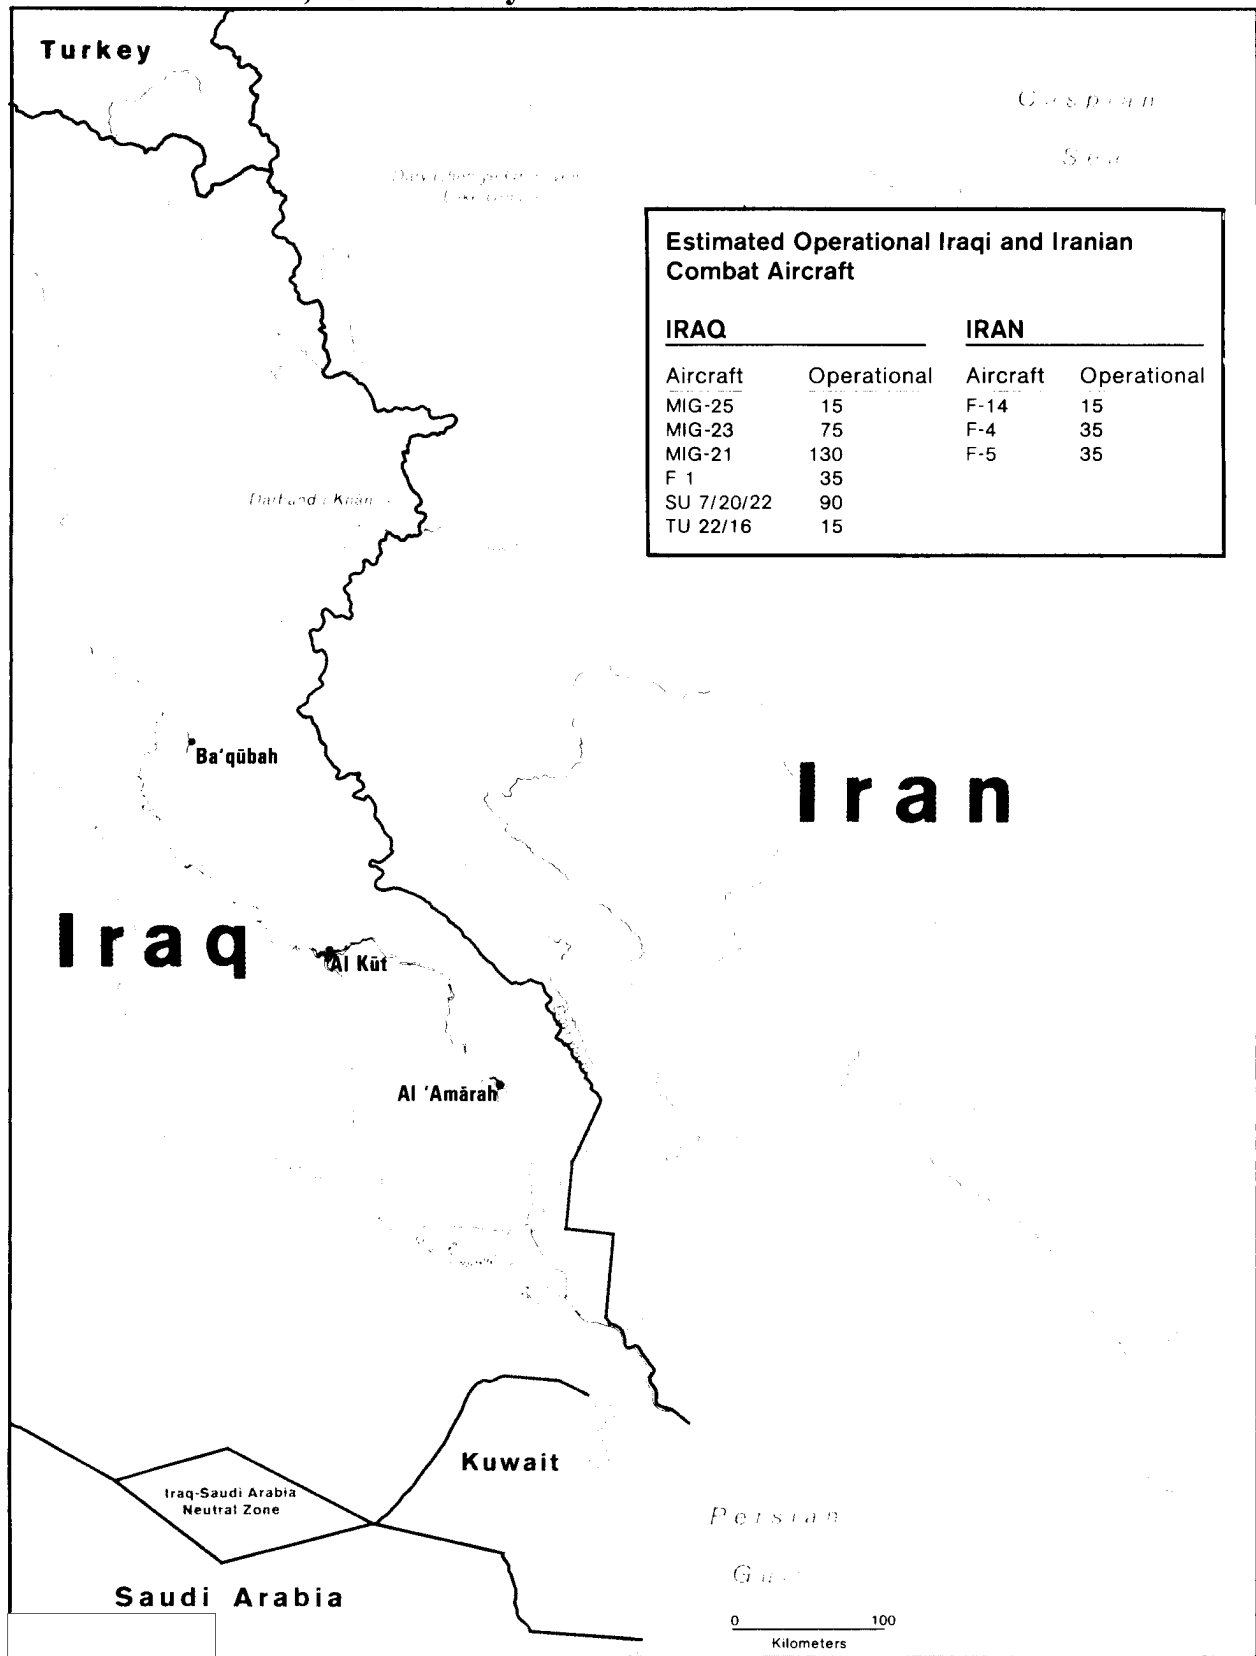 Turkey
Caspian
Sea
Estimated Operational Iraqi and Iranian
Combat Aircraft
IRAQ IRAN
Aircraft Operational Aircraft Operational
MIG-25 15 F-14 15
MIG-23 75 F-4 35
MIG-21 130 F-5 35
F 1 35
SU 7/20/22 90
TU 22/16 15
Ba'qūbah
Iran
Iraq
Al Kūt
Al 'Amārah
Kuwait
Iraq-Saudi Arabia
Neutral Zone
Persian
Saudi Arabia
0 100
Kilometers